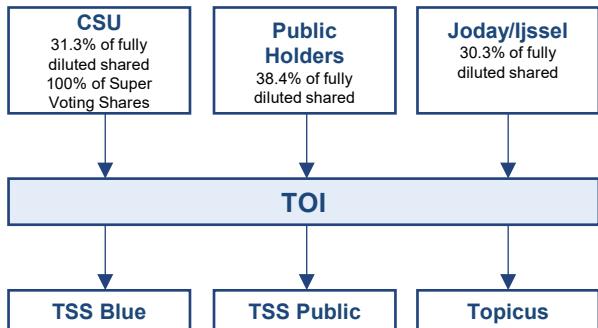 CSU
31.3% of fully
diluted shared
100% of Super
Voting Shares
Public
Holders
38.4% of fully
diluted shared
Joday/Ijssel
30.3% of fully
diluted shared
TOI
TSS Blue
TSS Public
Topicus